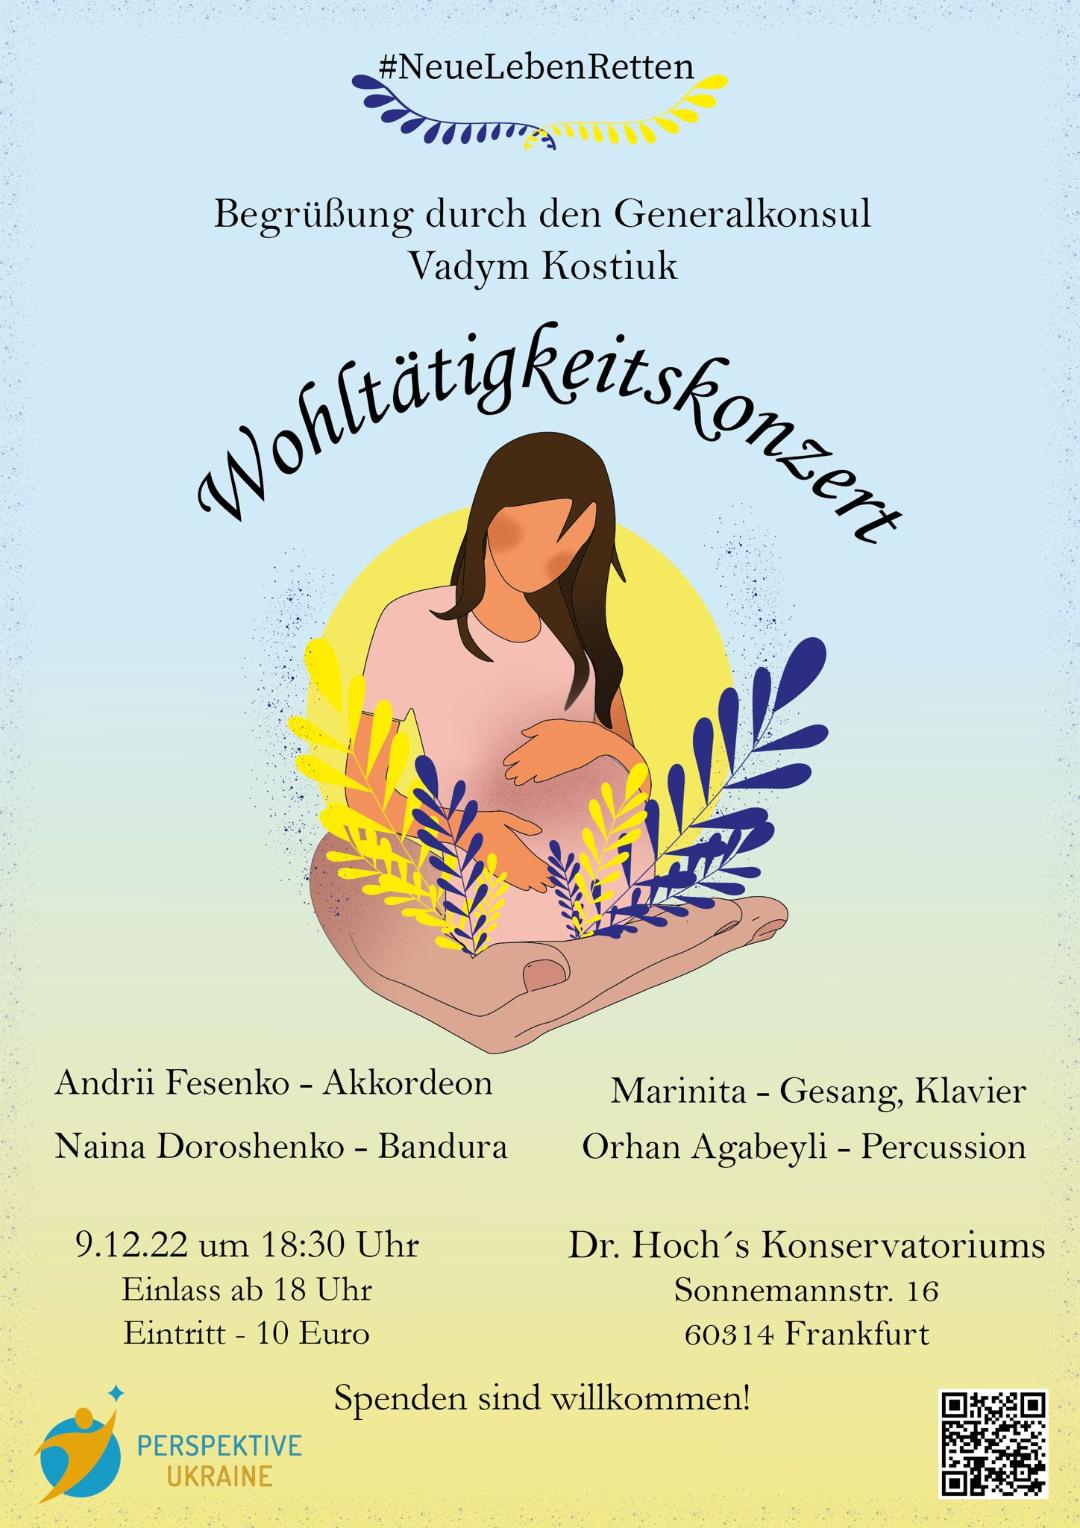 #NeueLebenRetten
Begrüßung durch den Generalkonsul
Vadym Kostiuk
Wohltätigkeitskonzert
Andrii Fesenko - Akkordeon
Marinita - Gesang, Klavier
Naina Doroshenko - Bandura
Orhan Agabeyli - Percussion
9.12.22 um 18:30 Uhr
Einlass ab 18 Uhr
Eintritt - 10 Euro
Dr. Hoch´s Konservatoriums
Sonnemannstr. 16
60314 Frankfurt
Spenden sind willkommen!
PERSPEKTIVE
UKRAINE